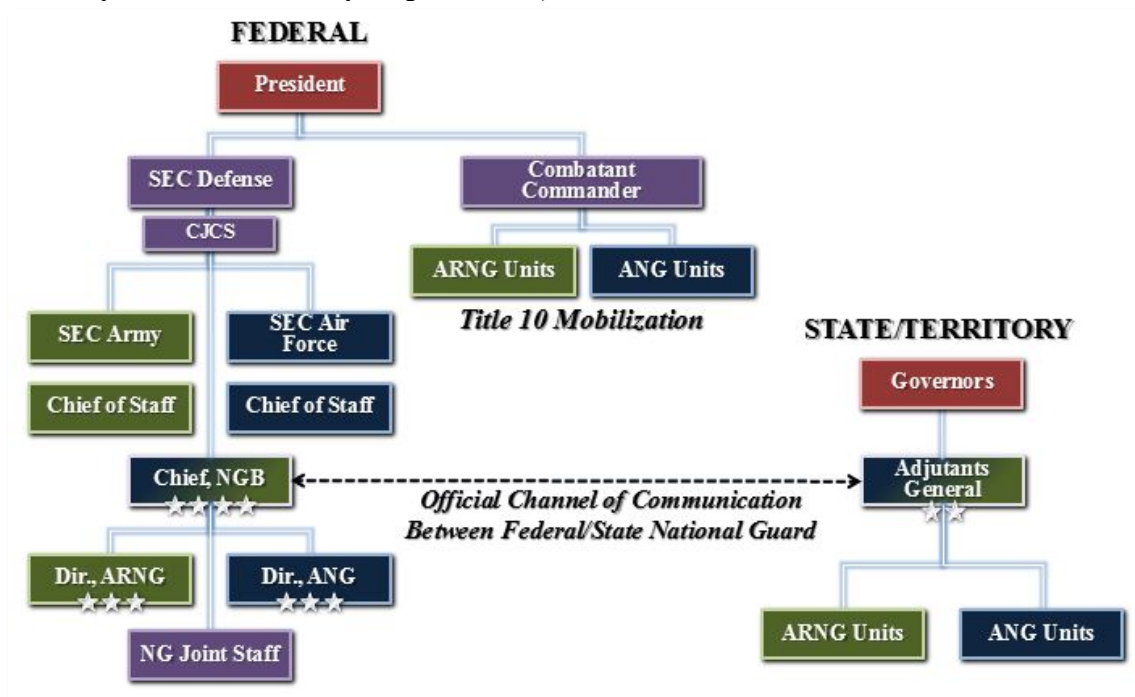 FEDERAL
President
SEC Defense
Combatant
Commander
CJCS
ARNG Units
ANG Units
Title 10 Mobilization
SEC Army
SEC Air
Force
STATE/TERRITORY
Governors
Chief of Staff
Chief of Staff
Chief, NGB
Adjutants
General
Official Channel of Communication
Between Federal/State National Guard
Dir., ARNG
Dir., ANG
ARNG Units
ANG Units
NG Joint Staff